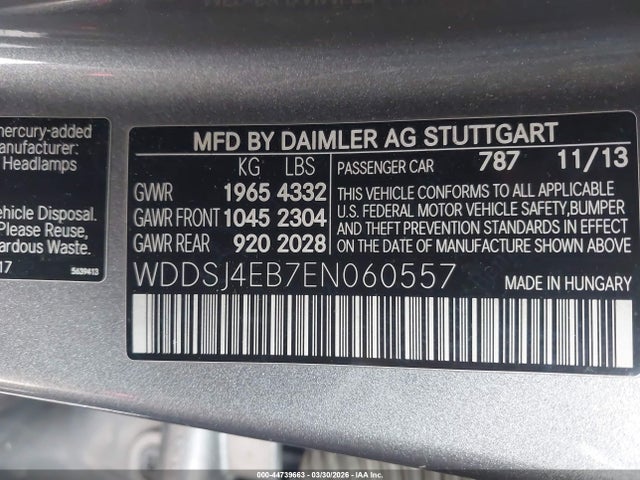 mercury-added
Manufacturer:
Headlamps
Vehicle Disposal.
Please Reuse,
Hazardous Waste.
17
5639413
MFD BY DAIMLER AG STUTTGART
KG LBS
GVWR 1965 4332
GAWR FRONT 1045 2304
GAWR REAR 920 2028
PASSENGER CAR 787 11/13
THIS VEHICLE CONFORMS TO ALL APPLICABLE
U.S. FEDERAL MOTOR VEHICLE SAFETY,BUMPER
AND THEFT PREVENTION STANDARDS IN EFFECT
ON THE DATE OF MANUFACTURE SHOWN ABOVE.
WDDSJ4EB7EN060557
MADE IN HUNGARY
000-44739663 - 03/30/2026 - IAA, Inc.